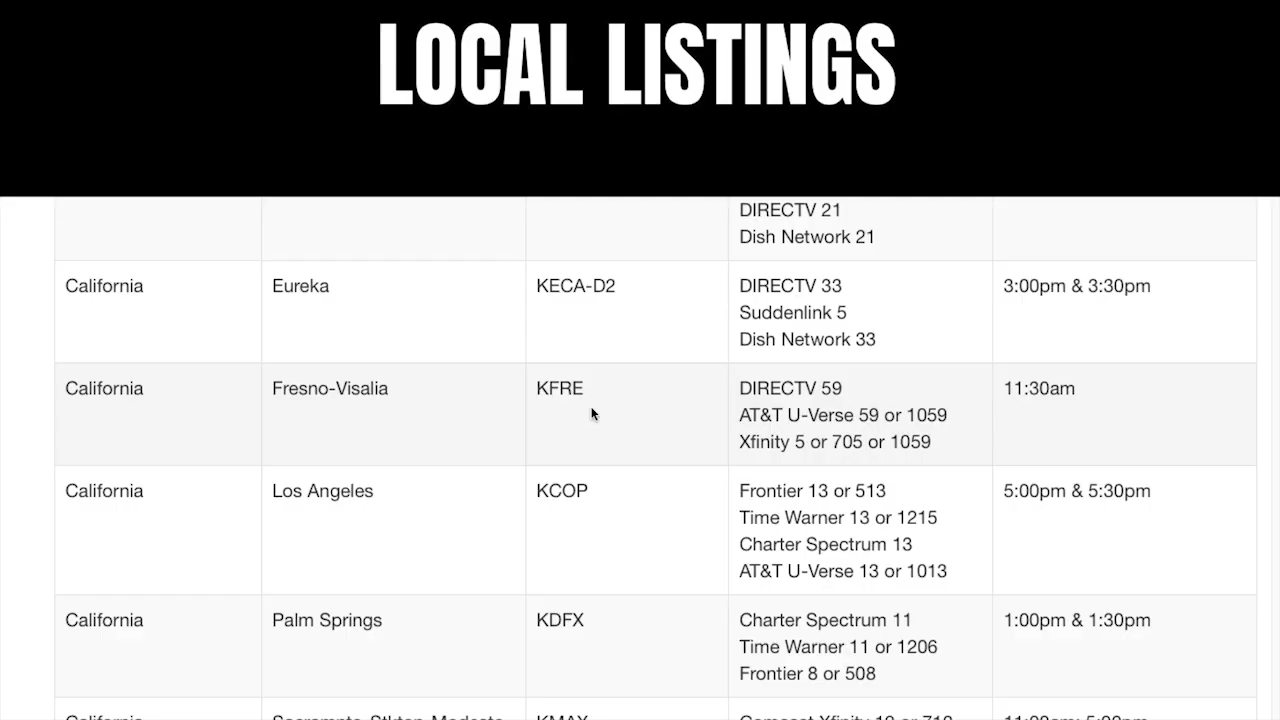 LOCAL LISTINGS
DIRECTV 21
Dish Network 21
California Eureka KECA-D2 DIRECTV 33 3:00pm & 3:30pm
Suddenlink 5
Dish Network 33
California Fresno-Visalia KFRE DIRECTV 59 11:30am
AT&T U-Verse 59 or 1059
Xfinity 5 or 705 or 1059
California Los Angeles KCOP Frontier 13 or 513 5:00pm & 5:30pm
Time Warner 13 or 1215
Charter Spectrum 13
AT&T U-Verse 13 or 1013
California Palm Springs KDFX Charter Spectrum 11 1:00pm & 1:30pm
Time Warner 11 or 1206
Frontier 8 or 508
California